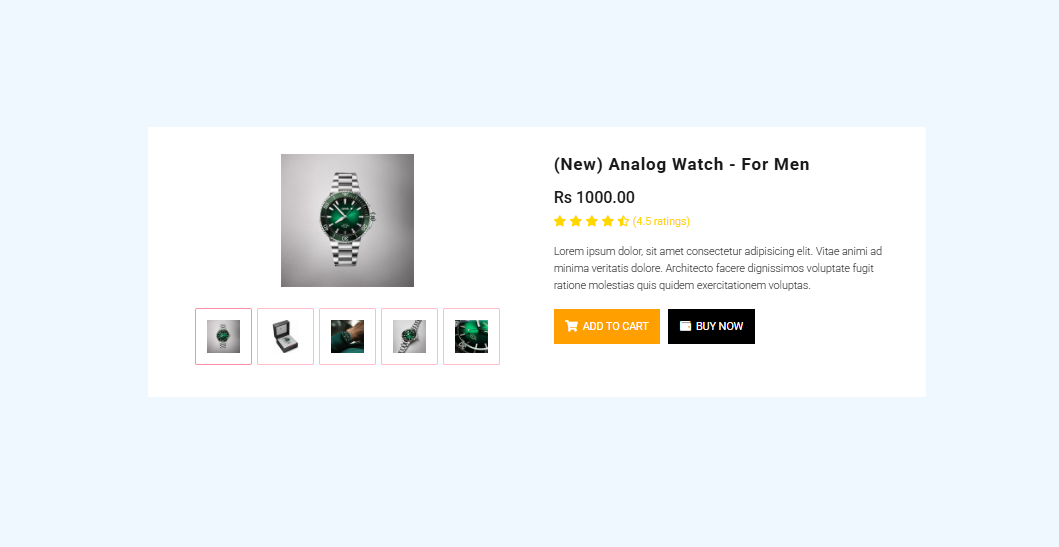 (New) Analog Watch - For Men
Rs 1000.00
(4.5 ratings)
Lorem ipsum dolor, sit amet consectetur adipisicing elit. Vitae animi ad
minima veritatis dolore. Architecto facere dignissimos voluptate fugit
ratione molestias quis quidem exercitationem voluptas.
ADD TO CART
BUY NOW